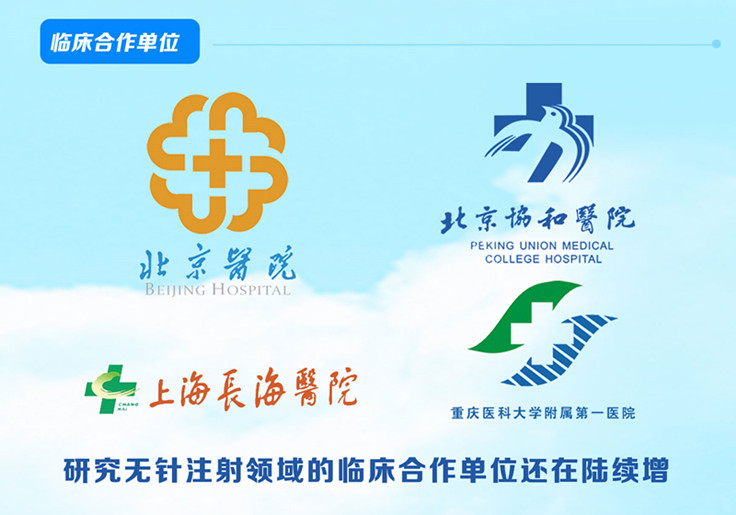 临床合作单位
北京醫院
BEIJING HOSPITAL
北京協和醫院
PEKING UNION MEDICAL
COLLEGE HOSPITAL
CHANG
HAI
上海長海醫院
重庆医科大学附属第一医院
研究无针注射领域的临床合作单位还在陆续增